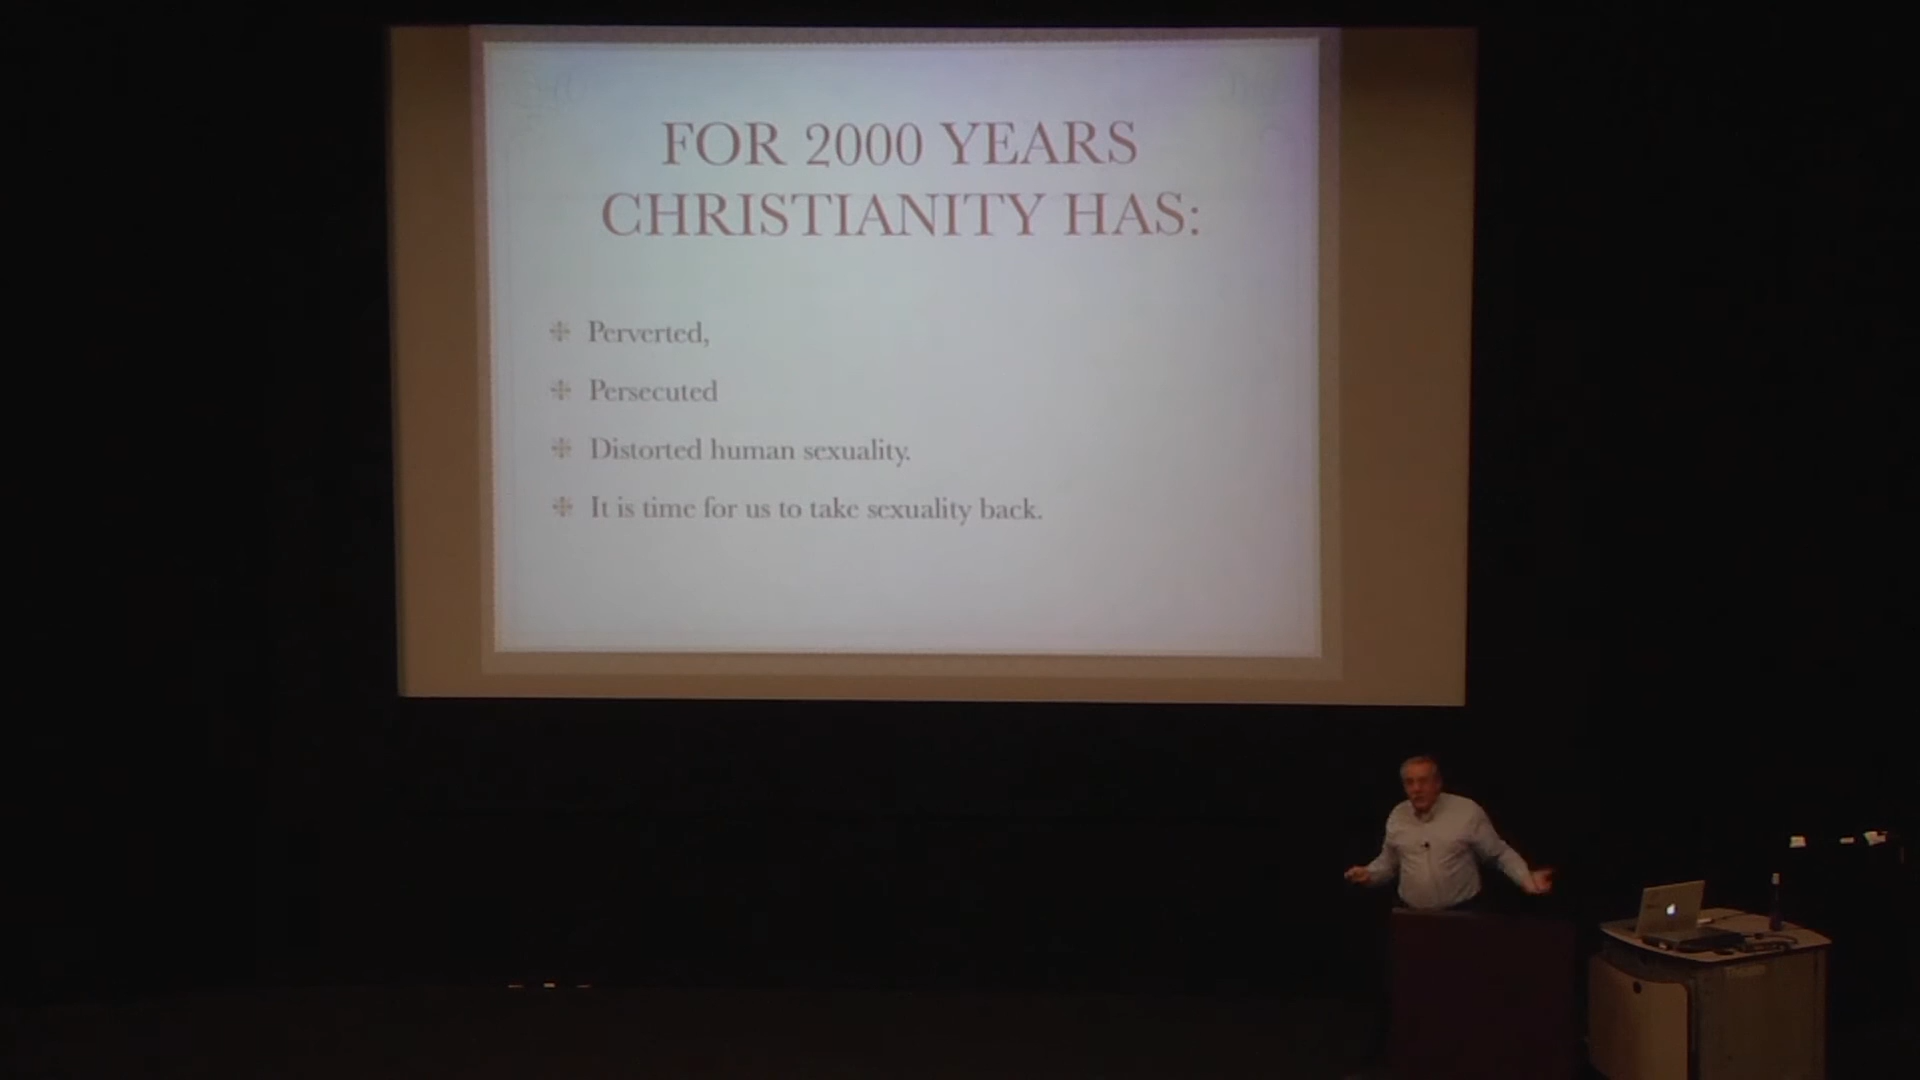 FOR 2000 YEARS
CHRISTIANITY HAS:
Perverted,
Persecuted
Distorted human sexuality.
It is time for us to take sexuality back.